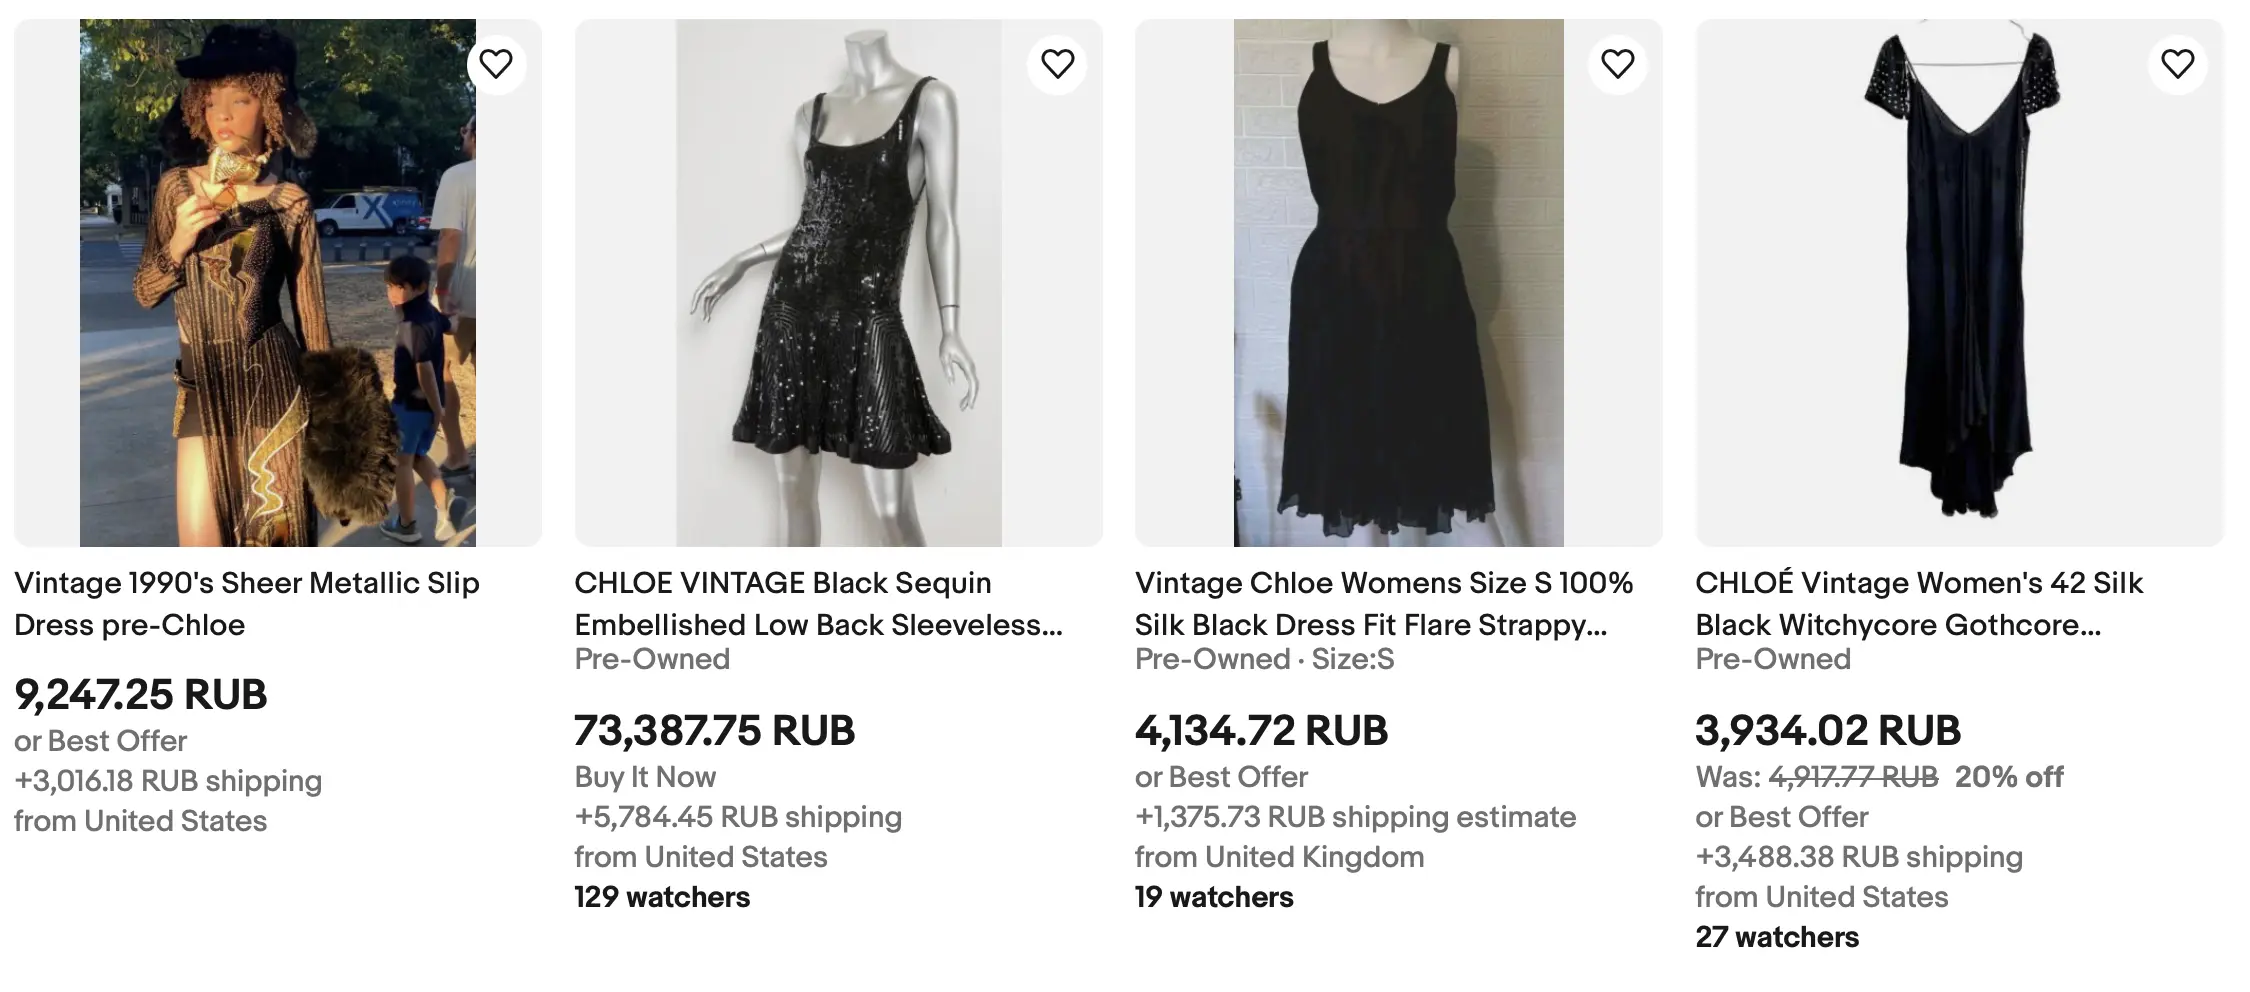 Vintage 1990's Sheer Metallic Slip
Dress pre-Chloe
9,247.25 RUB
or Best Offer
+3,016.18 RUB shipping
from United States
CHLOE VINTAGE Black Sequin
Embellished Low Back Sleeveless...
Pre-Owned
73,387.75 RUB
Buy It Now
+5,784.45 RUB shipping
from United States
129 watchers
Vintage Chloe Womens Size S 100%
Silk Black Dress Fit Flare Strappy...
Pre-Owned · Size:S
4,134.72 RUB
or Best Offer
+1,375.73 RUB shipping estimate
from United Kingdom
19 watchers
CHLOÉ Vintage Women's 42 Silk
Black Witchycore Gothcore...
Pre-Owned
3,934.02 RUB
Was: 4,917.77 RUB 20% off
or Best Offer
+3,488.38 RUB shipping
from United States
27 watchers